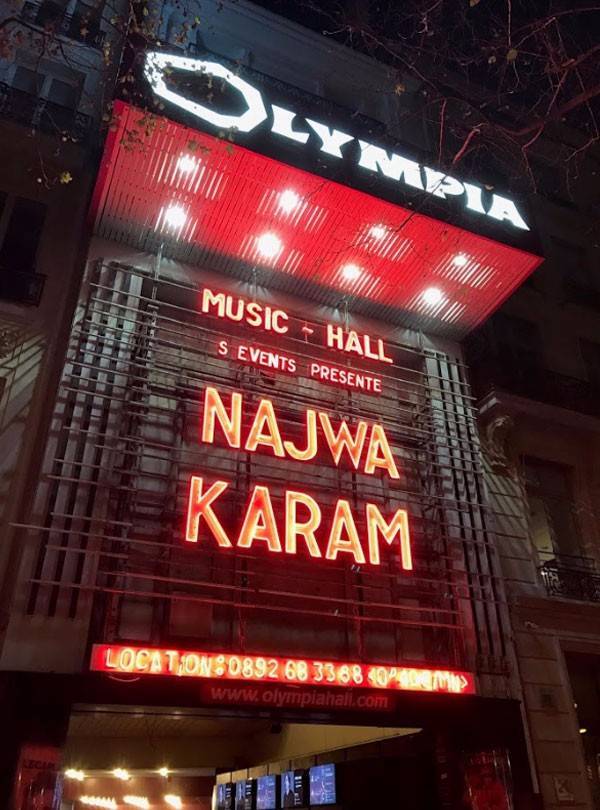 OLYMPIA
MUSIC - HALL
S EVENTS PRESENTE
NAJWA
KARAM
LOCATION: 0892 68 33 68
www.olympiahall.com